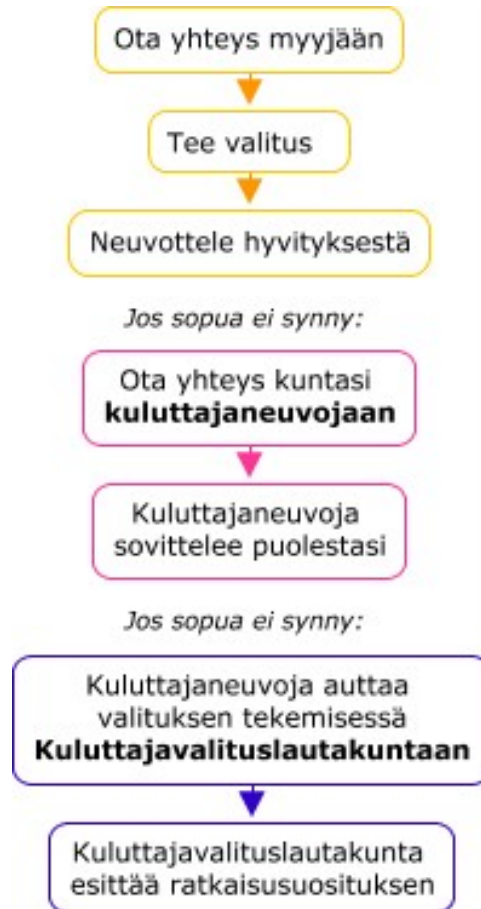 Ota yhteys myyjään
Tee valitus
Neuvottele hyvityksestä
Jos sopua ei synny:
Ota yhteys kuntasi
kuluttajaneuvojaan
Kuluttajaneuvoja
sovittelee puolestasi
Jos sopua ei synny:
Kuluttajaneuvoja auttaa
valituksen tekemisessä
Kuluttajavalituslautakuntaan
Kuluttajavalituslautakunta
esittää ratkaisusuosituksen